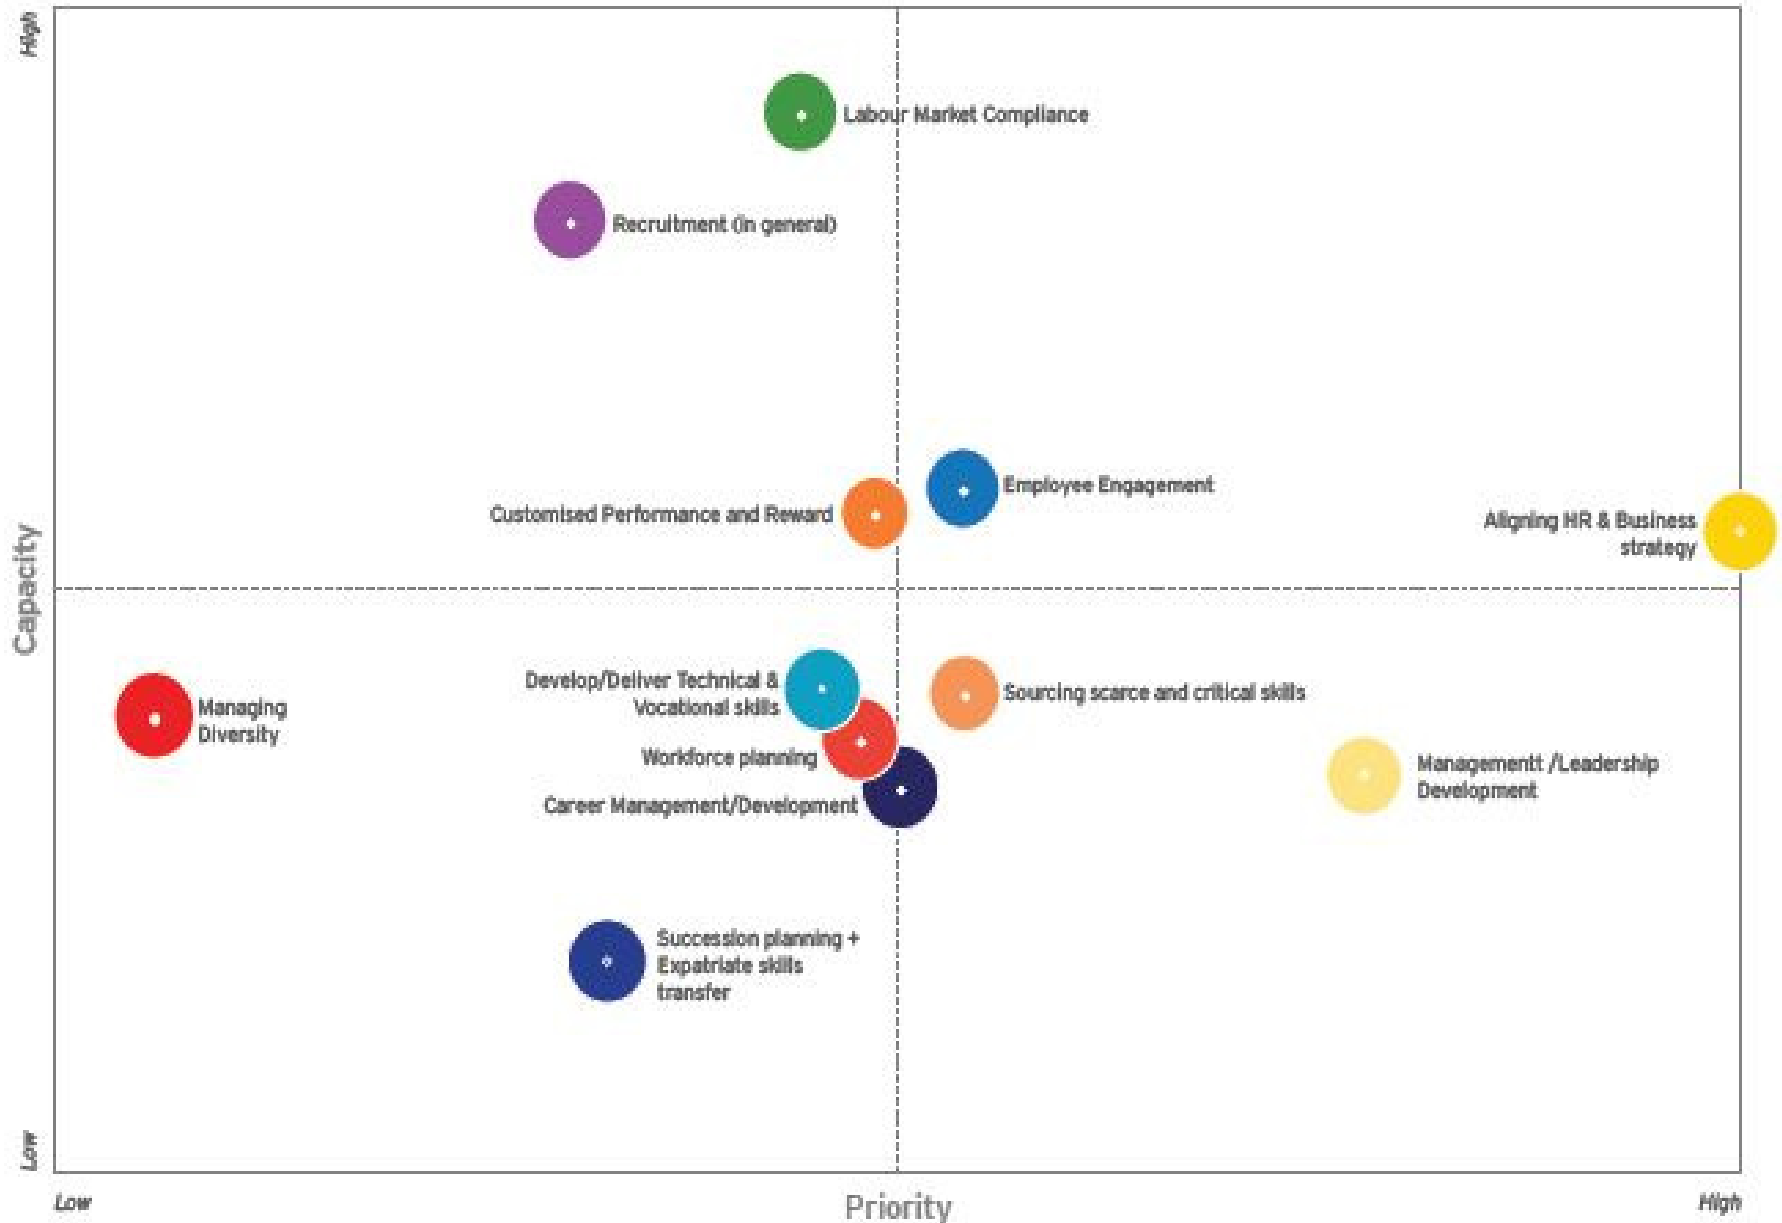 High
Labour Market Compliance
Recruitment (in general)
Employee Engagement
Customised Performance and Reward
Aligning HR & Business
strategy
Capacity
Develop/Deliver Technical &
Vocational skills
Sourcing scarce and critical skills
Managing
Diversity
Workforce planning
Managementt /Leadership
Development
Career Management/Development
Succession planning +
Expatriate skills
transfer
Low
Low
Priority
High